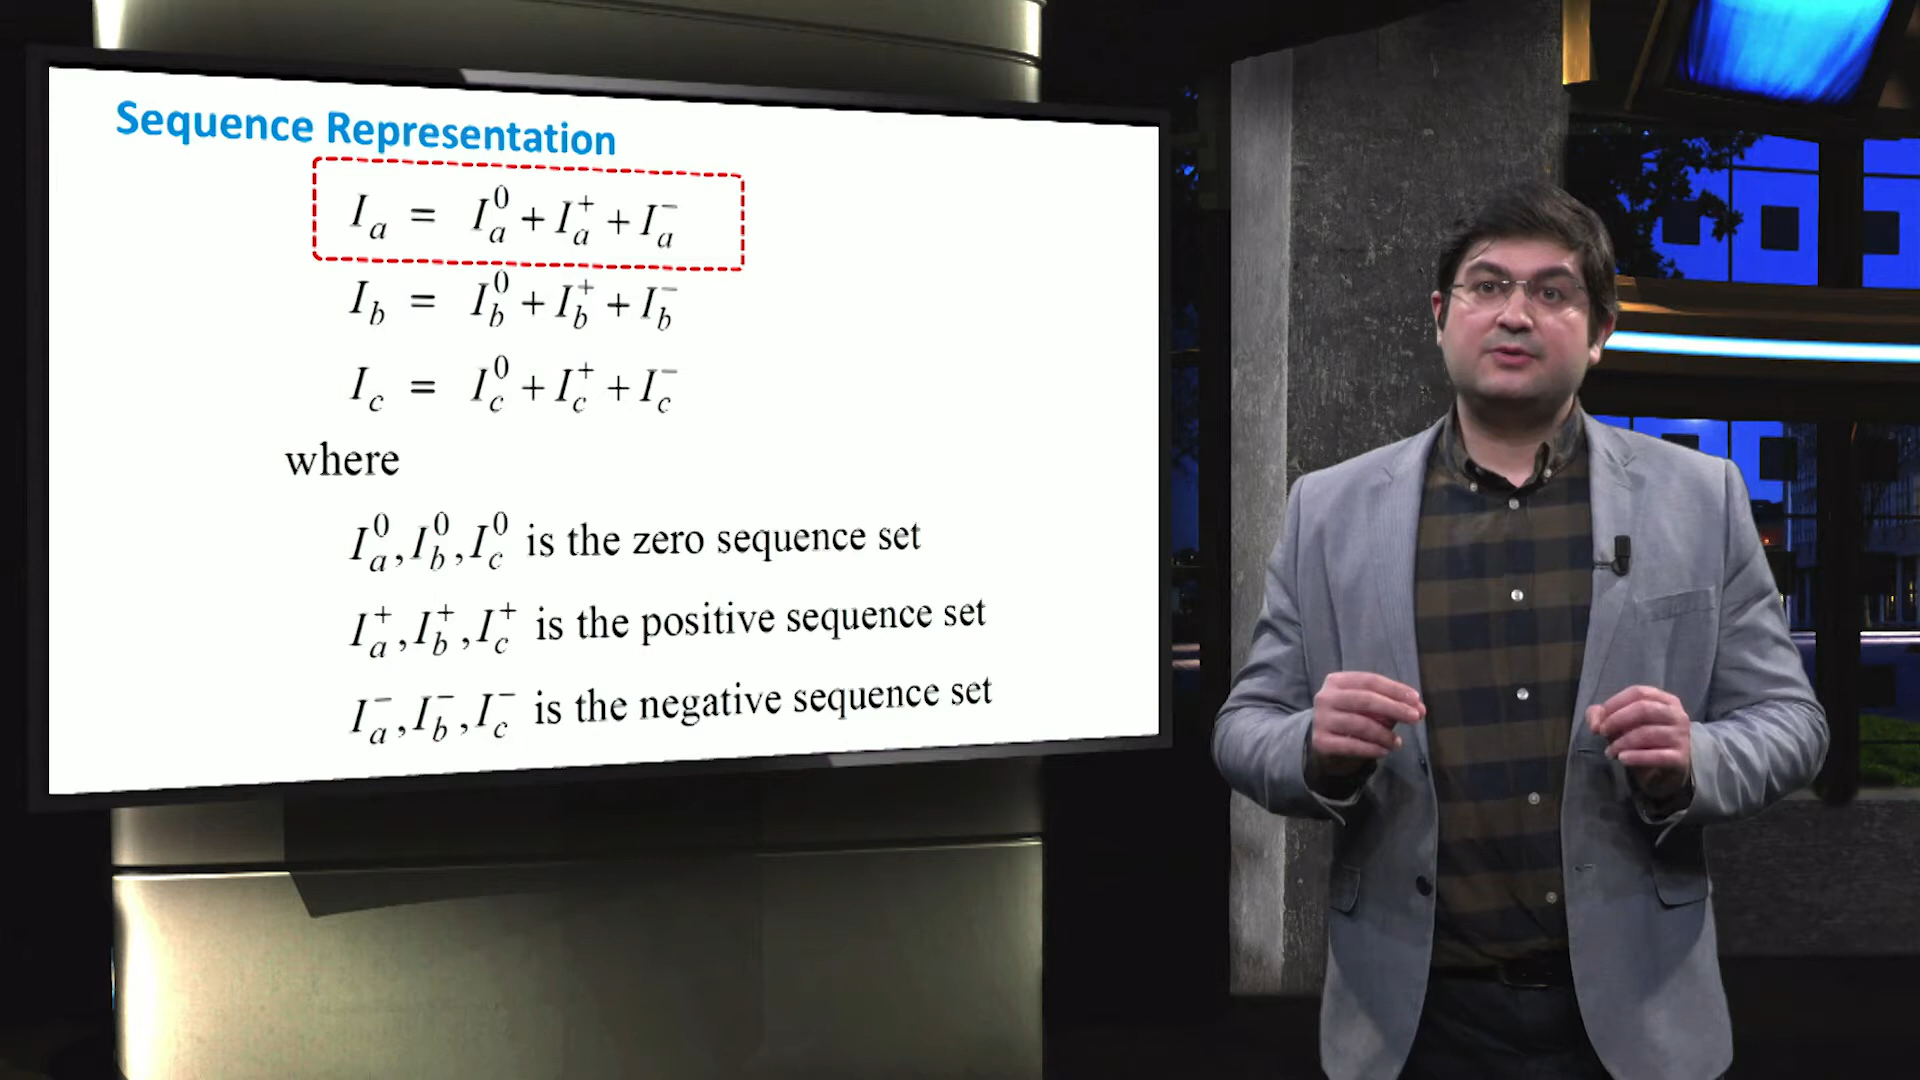 Sequence Representation
I_a = I_a^0 + I_a^+ + I_a^-
I_b = I_b^0 + I_b^+ + I_b^-
I_c = I_c^0 + I_c^+ + I_c^-
where
I_a^0, I_b^0, I_c^0 is the zero sequence set
I_a^+, I_b^+, I_c^+ is the positive sequence set
I_a^-, I_b^-, I_c^- is the negative sequence set